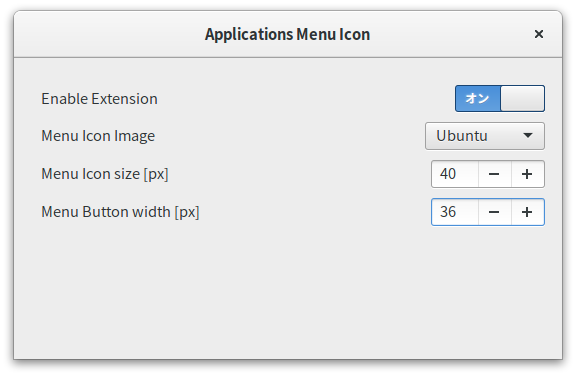 Applications Menu Icon
Enable Extension オン
Menu Icon Image Ubuntu
Menu Icon size [px] 40
Menu Button width [px] 36